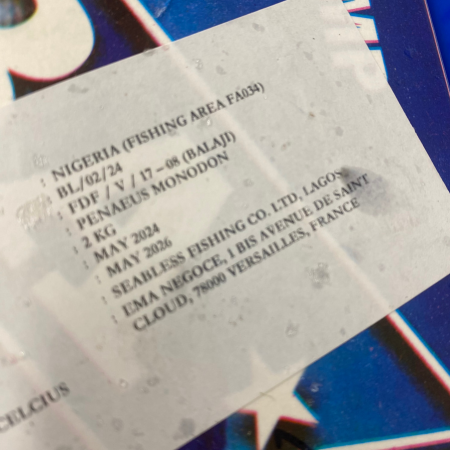 MP
: NIGERIA (FISHING AREA FA034)
: BL/02/24
: FDF / V / 17 – 08 (BALAJI)
: PENAEUS MONODON
: 2 KG
: MAY 2024
: MAY 2026
: SEABLESS FISHING CO. LTD, LAGOS
: EMA NEGOCE, 1 BIS AVENUE DE SAINT
CLOUD, 78000 VERSAILLES, FRANCE
CELCIUS